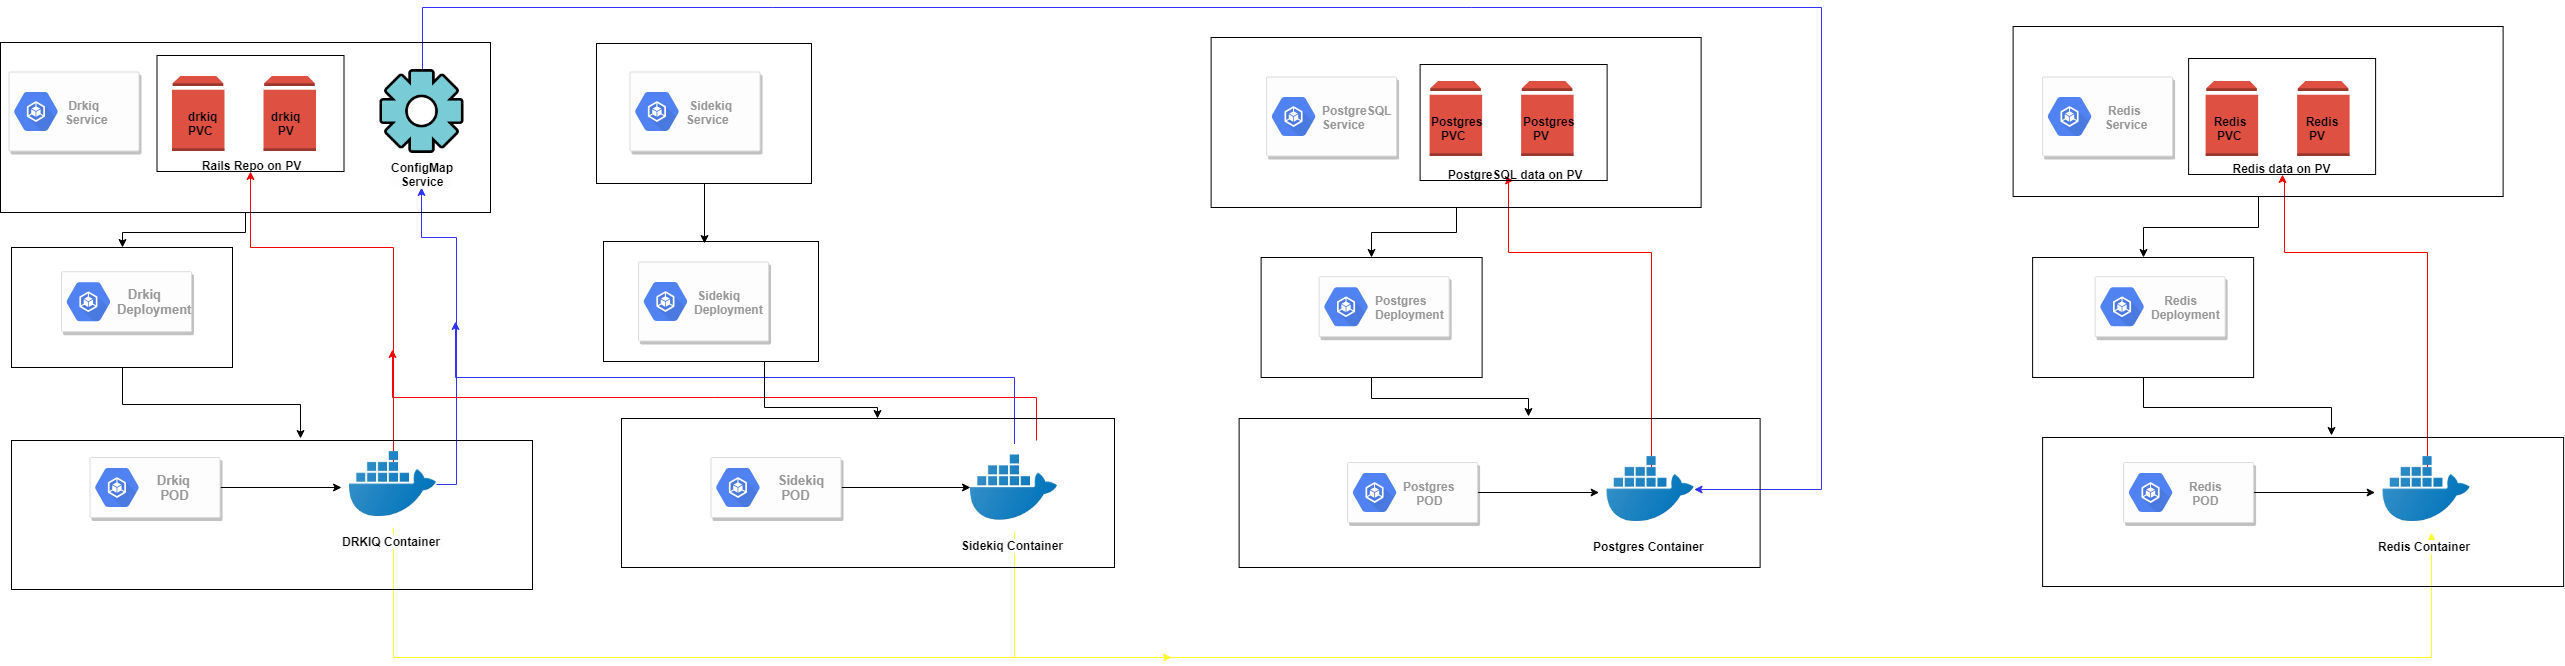 Drkiq
Service
drkiq
PVC
drkiq
PV
Rails Repo on PV
ConfigMap
Service
Sidekiq
Service
PostgreSQL
Service
Postgres
PVC
Postgres
PV
PostgreSQL data on PV
Redis
Service
Redis
PVC
Redis
PV
Redis data on PV
Drkiq
Deployment
Sidekiq
Deployment
Postgres
Deployment
Redis
Deployment
Drkiq
POD
DRKIQ Container
Sidekiq
POD
Sidekiq Container
Postgres
POD
Postgres Container
Redis
POD
Redis Container